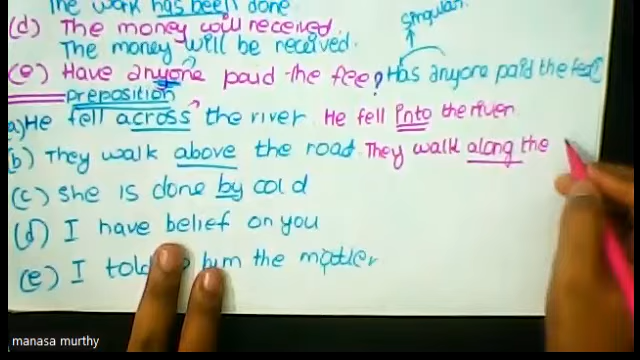 The work has been done
singular
(d) The money will received.
The money will be received.
(e) Have anyone paid the fee? Has anyone paid the fee?
preposition
a) He fell across the river. He fell into the river.
(b) They walk above the road. They walk along the
(c) She is done by cold
(d) I have belief on you
(e) I told him the matter
manasa murthy